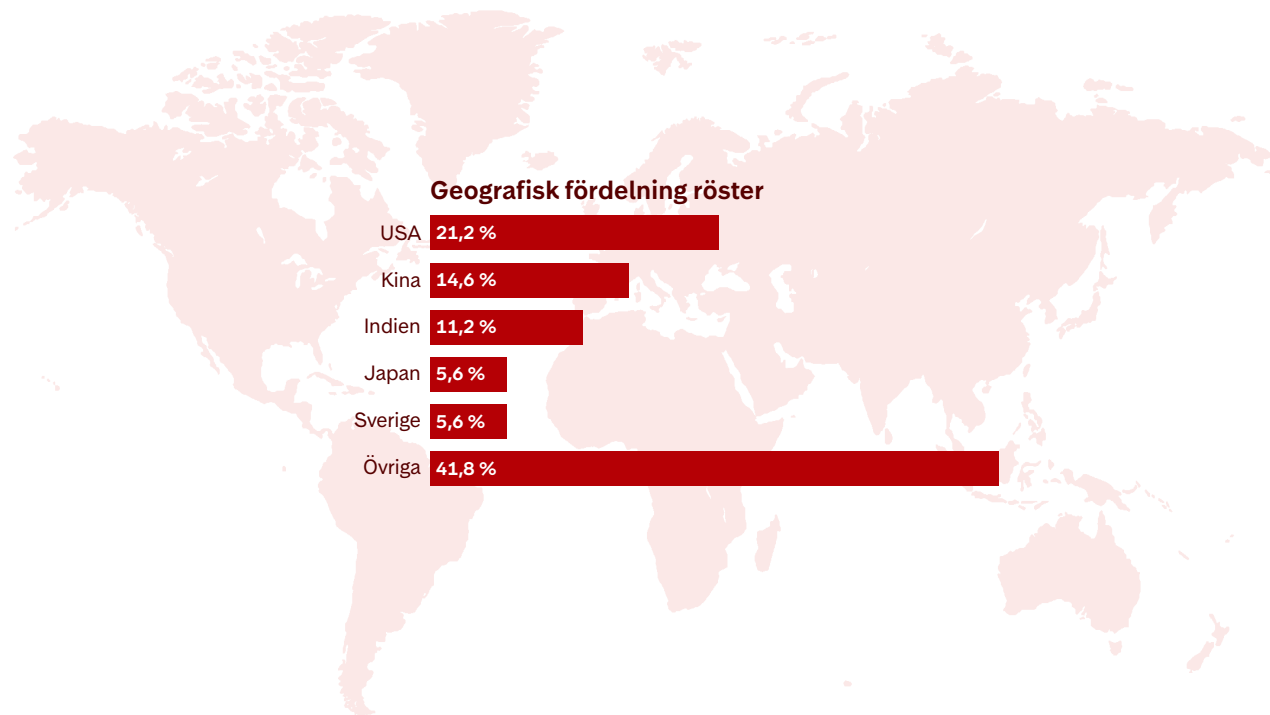 Geografisk fördelning röster
USA 21,2 %
Kina 14,6 %
Indien 11,2 %
Japan 5,6 %
Sverige 5,6 %
Övriga 41,8 %